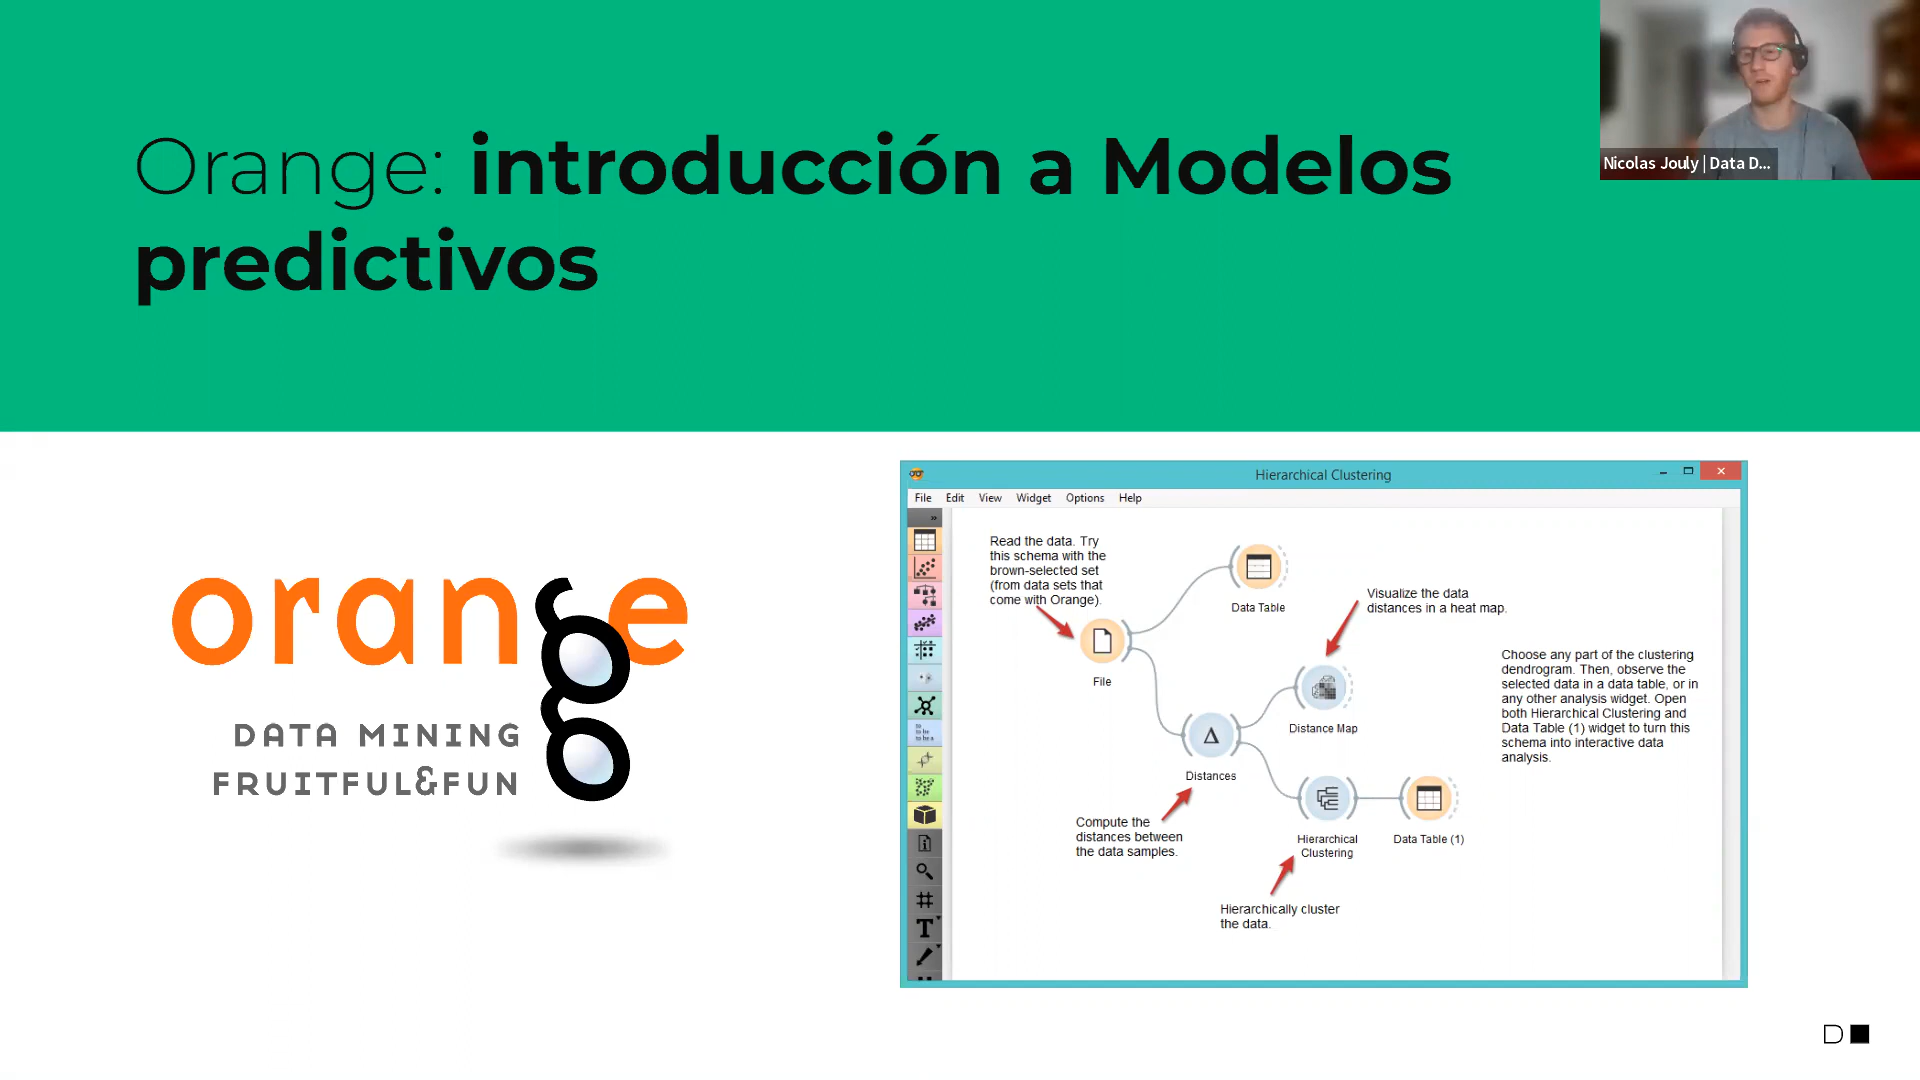 Orange: introducción a Modelos
predictivos
Nicolas Jouly | Data D...
orange
DATA MINING
FRUITFUL&FUN
Hierarchical Clustering
File Edit View Widget Options Help
Read the data. Try
this schema with the
brown-selected set
(from data sets that
come with Orange).
Data Table
Visualize the data
distances in a heat map.
File
Choose any part of the clustering
dendrogram. Then, observe the
selected data in a data table, or in
any other analysis widget. Open
both Hierarchical Clustering and
Data Table (1) widget to turn this
schema into interactive data
analysis.
Distance Map
Distances
Compute the
distances between
the data samples.
Hierarchical
Clustering
Data Table (1)
Hierarchically cluster
the data.